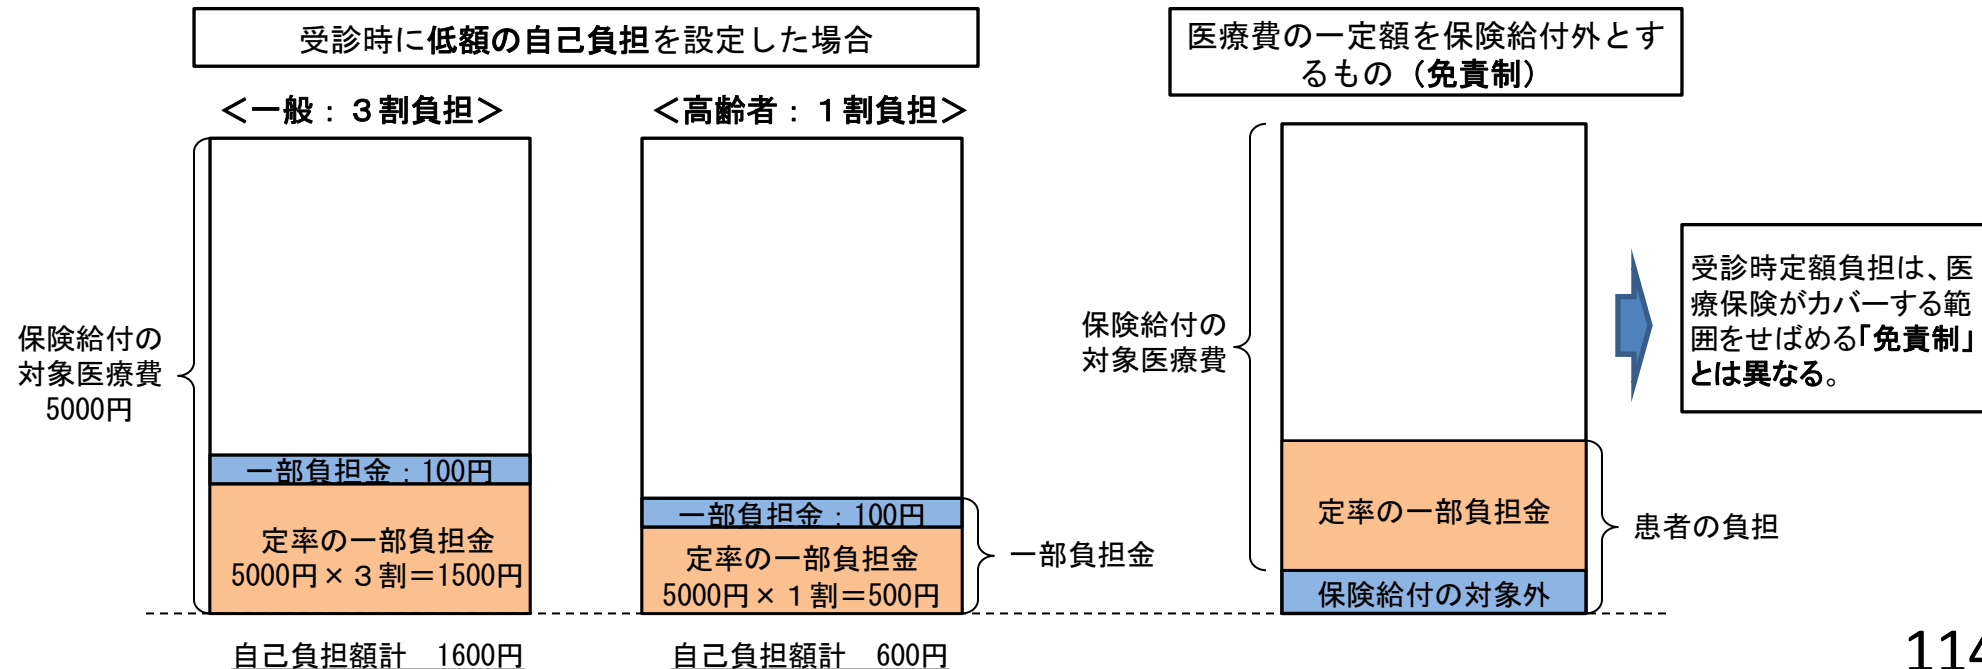 受診時に低額の自己負担を設定した場合
＜一般：３割負担＞
＜高齢者：１割負担＞
保険給付の
対象医療費
5000円
一部負担金：100円
定率の一部負担金
5000円×３割＝1500円
自己負担額計　1600円
一部負担金：100円
定率の一部負担金
5000円×１割＝500円
一部負担金
自己負担額計　600円
医療費の一定額を保険給付外とす
るもの（免責制）
保険給付の
対象医療費
定率の一部負担金
保険給付の対象外
患者の負担
受診時定額負担は、医
療保険がカバーする範
囲をせばめる「免責制」
とは異なる。
114